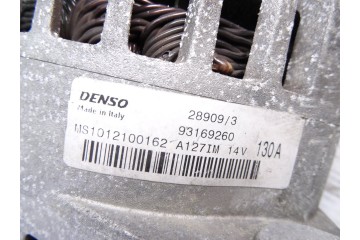 DENSO 28909/3
Made in Italy 93169260
MS1012100162 A127IM 14V 130A